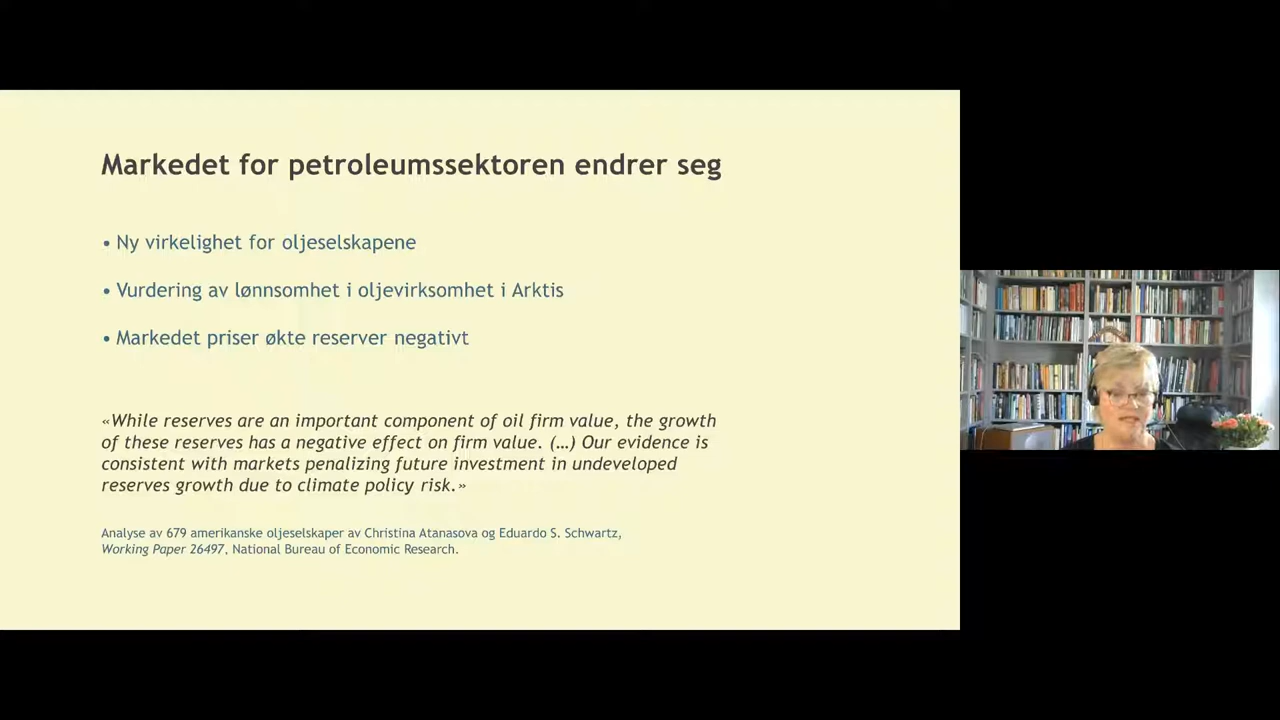 Markedet for petroleumssektoren endrer seg
• Ny virkelighet for oljeselskapene
• Vurdering av lønnsomhet i oljevirksomhet i Arktis
• Markedet priser økte reserver negativt
«While reserves are an important component of oil firm value, the growth
of these reserves has a negative effect on firm value. (…) Our evidence is
consistent with markets penalizing future investment in undeveloped
reserves growth due to climate policy risk.»
Analyse av 679 amerikanske oljeselskaper av Christina Atanasova og Eduardo S. Schwartz,
Working Paper 26497, National Bureau of Economic Research.